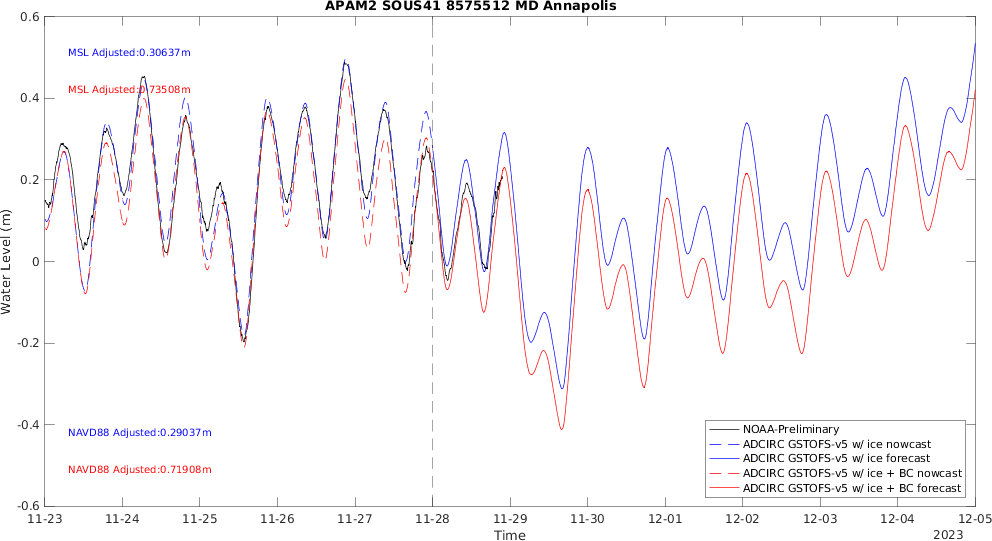 APAM2 SOUS41 8575512 MD Annapolis
0.6
0.4
0.2
0
-0.2
-0.4
-0.6
Water Level (m)
MSL Adjusted:0.30637m
MSL Adjusted:0.73508m
NAVD88 Adjusted:0.29037m
NAVD88 Adjusted:0.71908m
NOAA-Preliminary
ADCIRC GSTOFS-v5 w/ ice nowcast
ADCIRC GSTOFS-v5 w/ ice forecast
ADCIRC GSTOFS-v5 w/ ice + BC nowcast
ADCIRC GSTOFS-v5 w/ ice + BC forecast
11-23 11-24 11-25 11-26 11-27 11-28 11-29 11-30 12-01 12-02 12-03 12-04 12-05
Time
2023